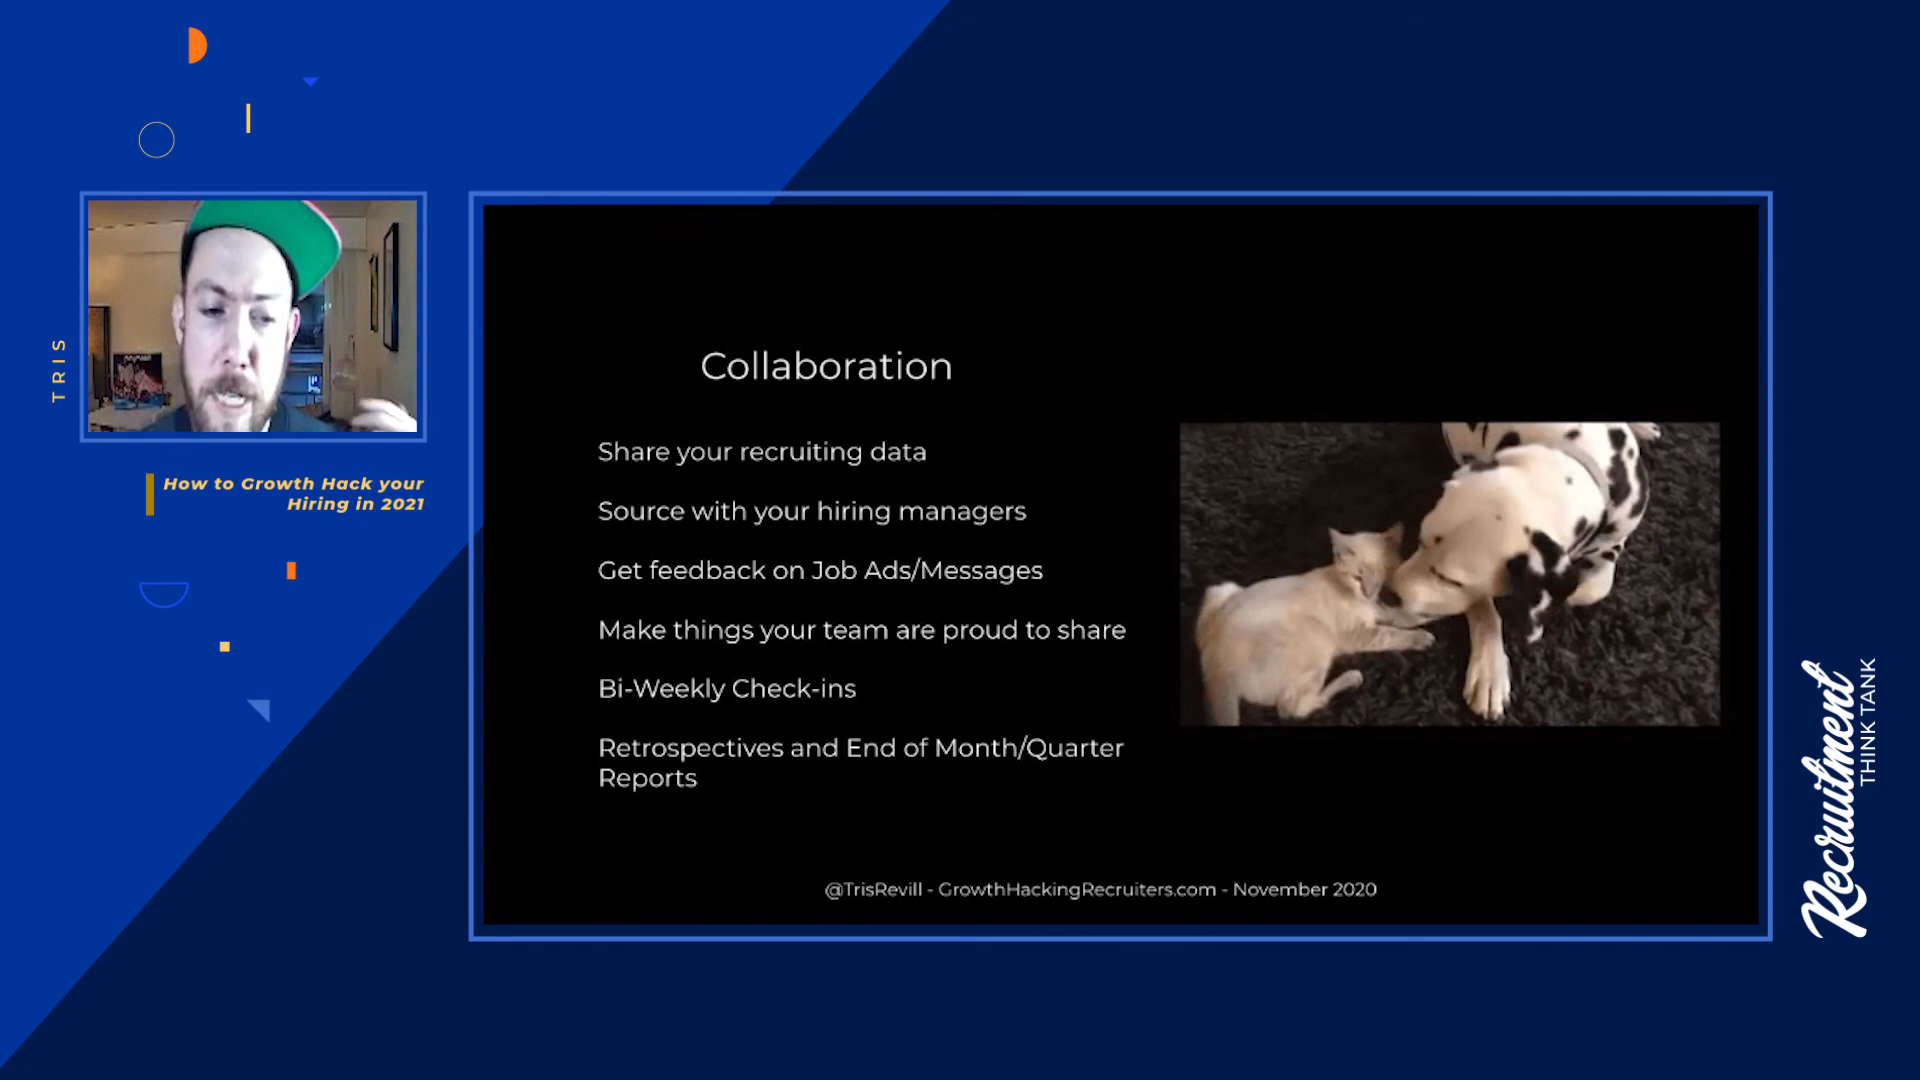 TRIS
How to Growth Hack your
Hiring in 2021
Collaboration
Share your recruiting data
Source with your hiring managers
Get feedback on Job Ads/Messages
Make things your team are proud to share
Bi-Weekly Check-ins
Retrospectives and End of Month/Quarter
Reports
@TrisRevill - GrowthHackingRecruiters.com - November 2020
Recruitment
THINK TANK